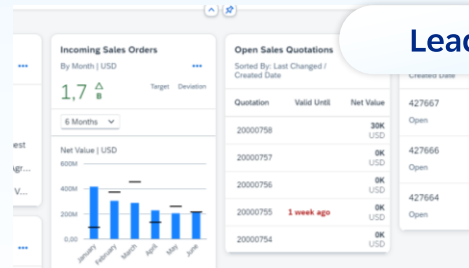 Lead
Incoming Sales Orders
By Month | USD
1,7
B
Target Deviation
6 Months
Net Value | USD
600M
400M
200M
0,00
January
February
March
April
May
June
Open Sales Quotations
Sorted By: Last Changed /
Created Date
Quotation Valid Until Net Value
20000758 30K
USD
20000757 0K
USD
20000756 0K
USD
20000755 1 week ago 0K
USD
20000754 0K
USD
Created Date
427667
Open
427666
Open
427664
Open
est
Agr...
V...